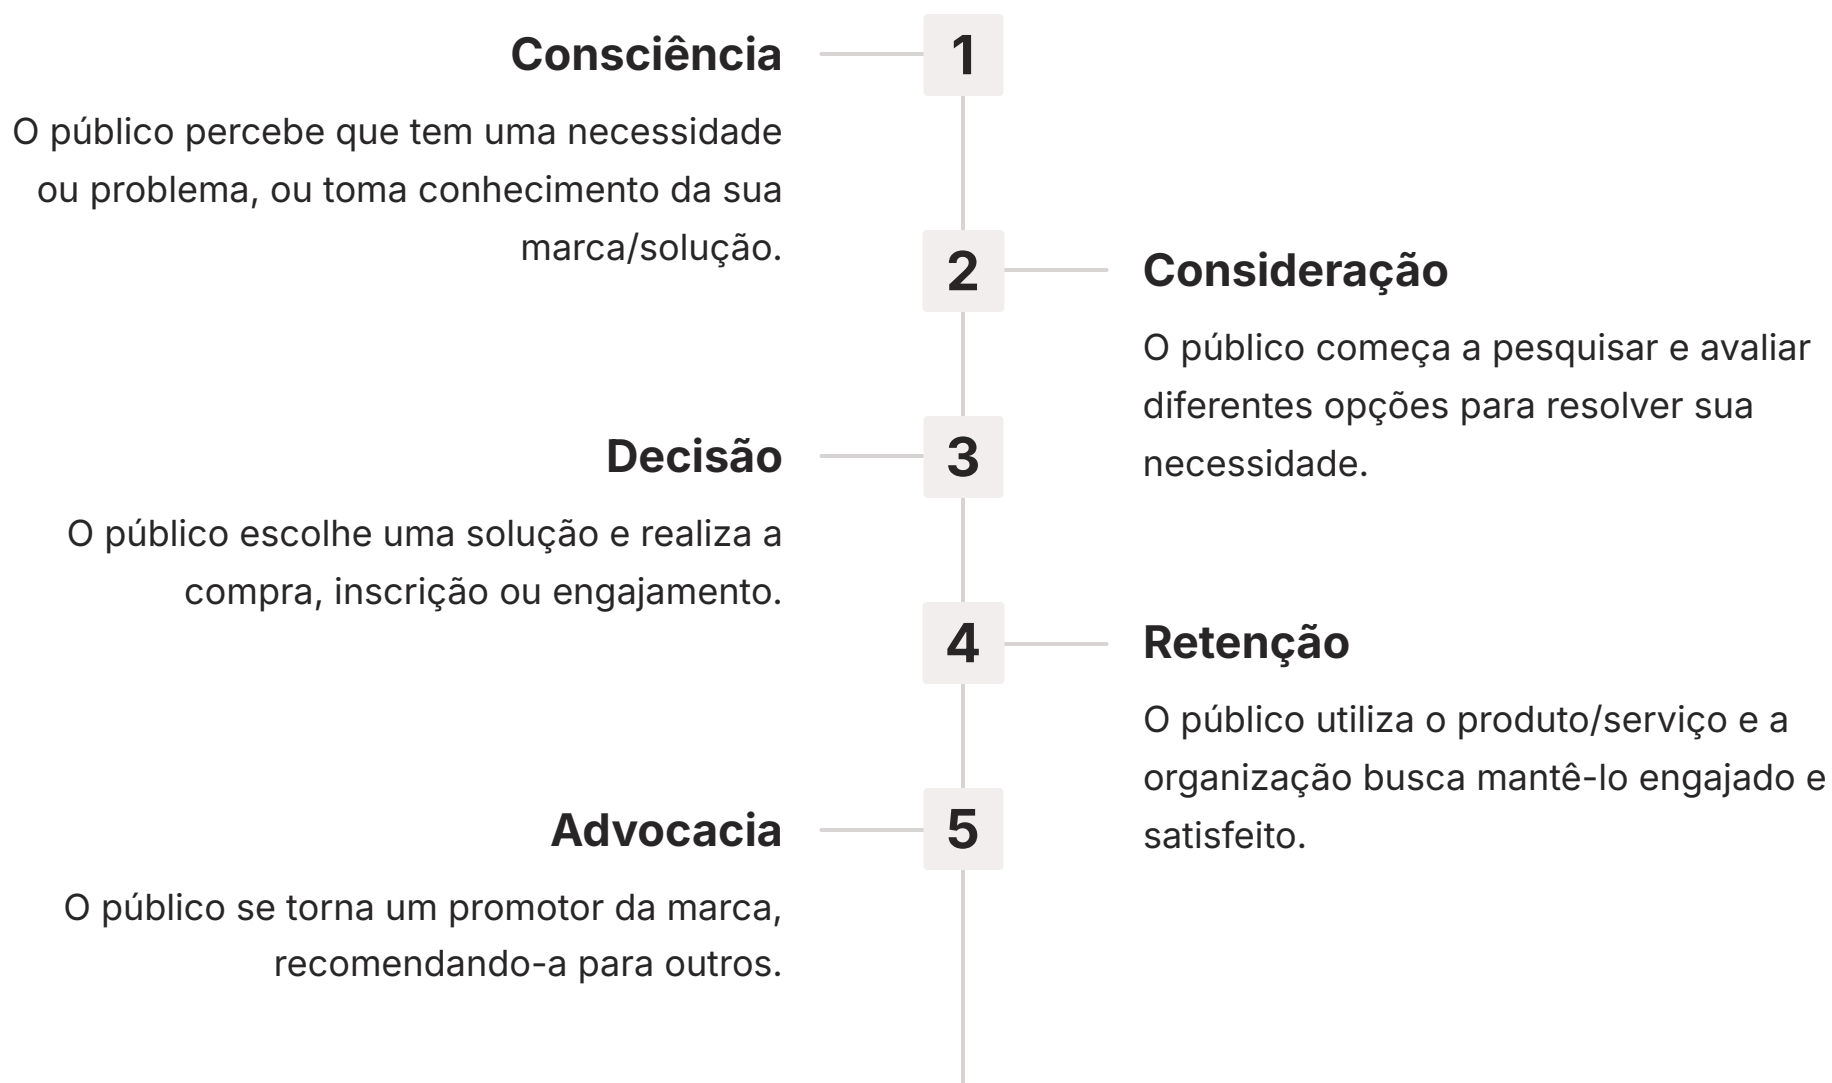 1
Consciência
O público percebe que tem uma necessidade
ou problema, ou toma conhecimento da sua
marca/solução.
2
Consideração
O público começa a pesquisar e avaliar
diferentes opções para resolver sua
necessidade.
3
Decisão
O público escolhe uma solução e realiza a
compra, inscrição ou engajamento.
4
Retenção
O público utiliza o produto/serviço e a
organização busca mantê-lo engajado e
satisfeito.
5
Advocacia
O público se torna um promotor da marca,
recomendando-a para outros.